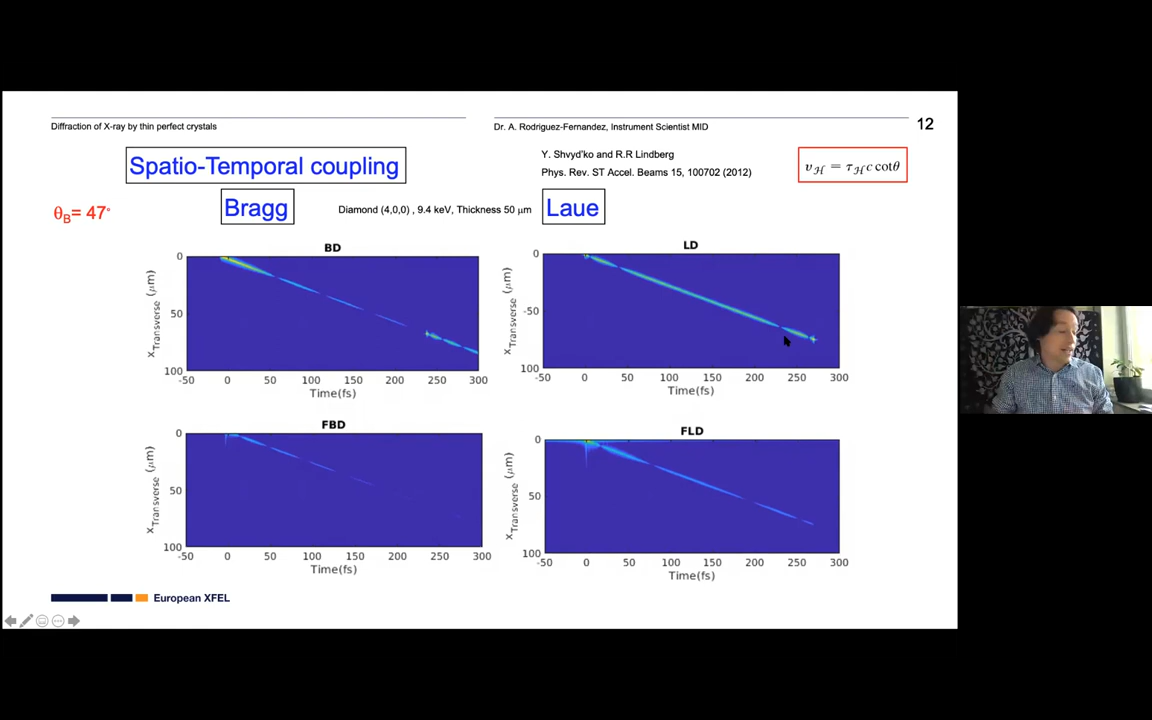 Diffraction of X-ray by thin perfect crystals
Dr. A. Rodriguez-Fernandez, Instrument Scientist MID
12
Spatio-Temporal coupling
Y. Shvyd'ko and R.R Lindberg
Phys. Rev. ST Accel. Beams 15, 100702 (2012)
υ_ℋ = τ_ℋ c cotθ
θB= 47°
Bragg
Diamond (4,0,0) , 9.4 keV, Thickness 50 μm
Laue
BD
xTransverse (μm)
0
50
100
-50 0 50 100 150 200 250 300
Time(fs)
LD
xTransverse (μm)
0
-50
100
-50 0 50 100 150 200 250 300
Time(fs)
FBD
xTransverse (μm)
0
50
100
-50 0 50 100 150 200 250 300
Time(fs)
FLD
xTransverse (μm)
0
50
100
-50 0 50 100 150 200 250 300
Time(fs)
European XFEL